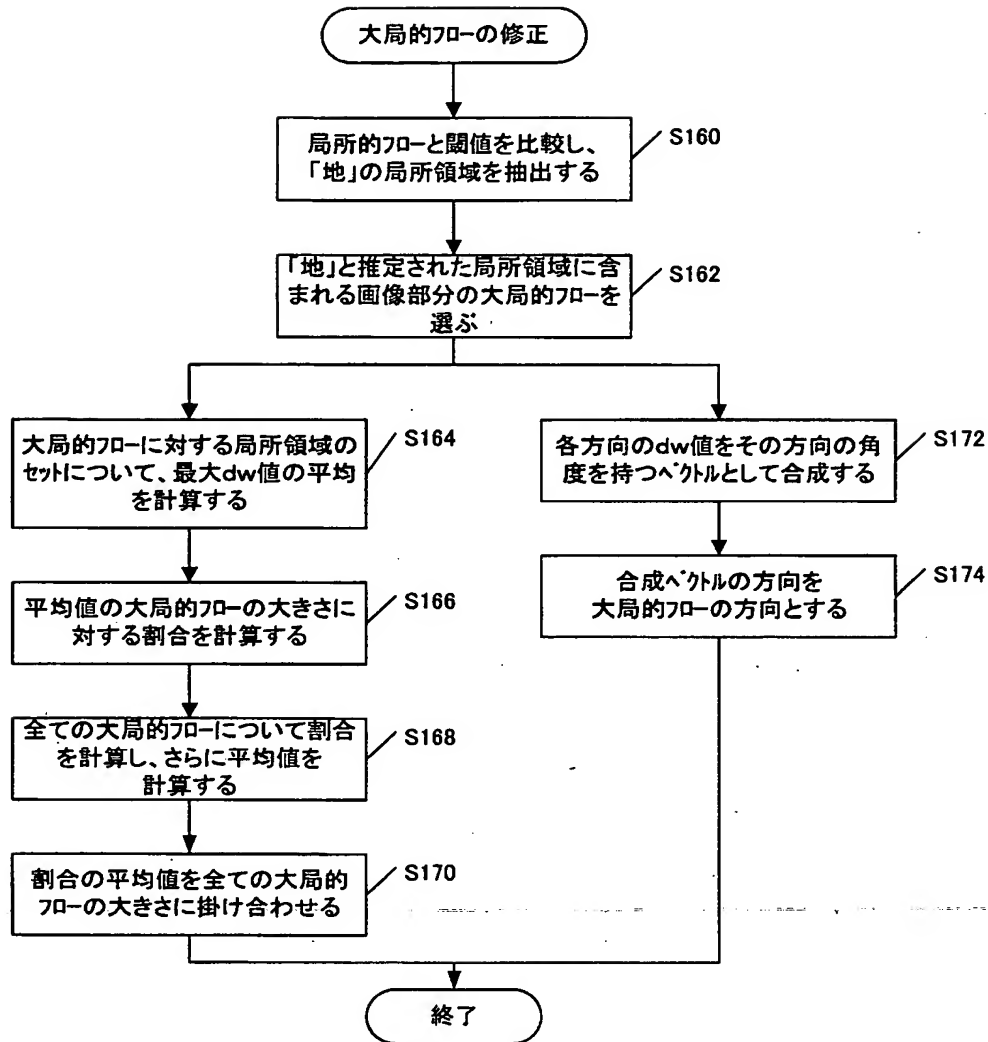 大局的フローの修正
局所的フローと閾値を比較し、
「地」の局所領域を抽出する
S160
「地」と推定された局所領域に含
まれる画像部分の大局的フローを
選ぶ
S162
大局的フローに対する局所領域の
セットについて、最大dw値の平均
を計算する
S164
各方向のdw値をその方向の角
度を持つベクトルとして合成する
S172
平均値の大局的フローの大きさに
対する割合を計算する
S166
合成ベクトルの方向を
大局的フローの方向とする
S174
全ての大局的フローについて割合
を計算し、さらに平均値を
計算する
S168
割合の平均値を全ての大局的
フローの大きさに掛け合わせる
S170
終了